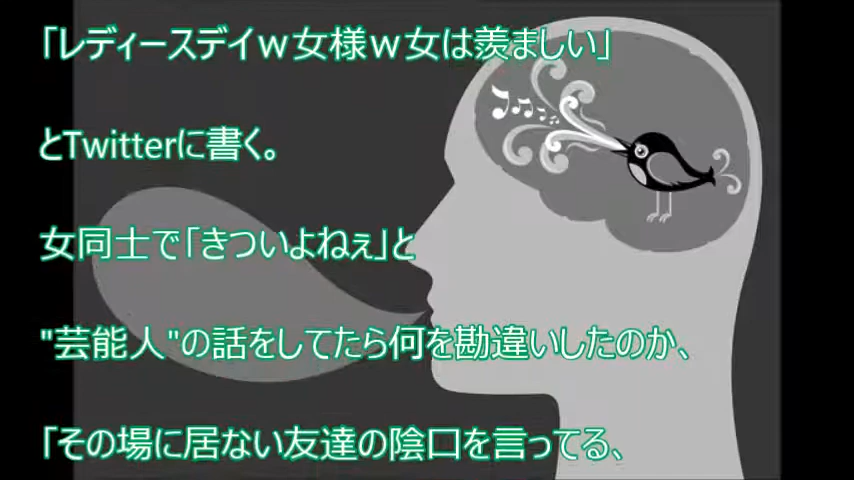 「レディースデイｗ女様ｗ女は羨ましい」
とTwitterに書く。
女同士で「きついよねぇ」と
"芸能人"の話をしてたら何を勘違いしたのか、
「その場に居ない友達の陰口を言ってる、